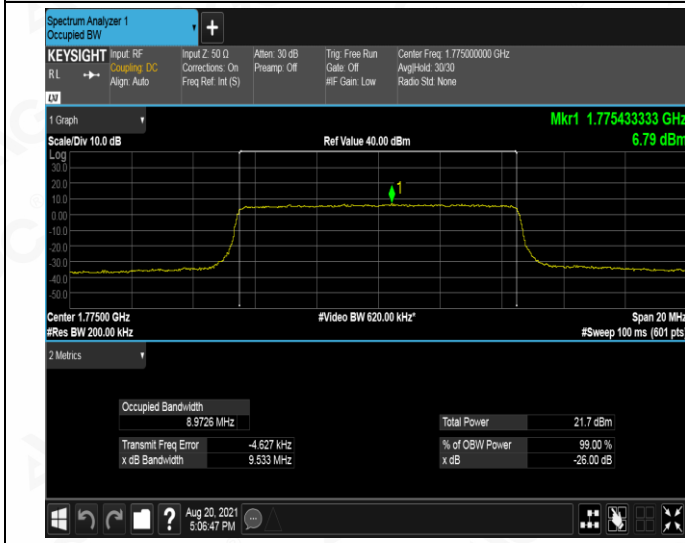 Spectrum Analyzer 1
Occupied BW
+
KEYSIGHT
RL
LXI
Input: RF
Coupling: DC
Align: Auto
Input Z: 50 Ω
Corrections: On
Freq Ref: Int (S)
Atten: 30 dB
Preamp: Off
Trig: Free Run
Gate: Off
#IF Gain: Low
Center Freq: 1.775000000 GHz
Avg|Hold: 30/30
Radio Std: None
1 Graph
Mkr1 1.775433333 GHz
Scale/Div 10.0 dB
Ref Value 40.00 dBm
6.79 dBm
Log
30.0
20.0
10.0
0.00
-10.0
-20.0
-30.0
-40.0
-50.0
1
Center 1.77500 GHz
#Video BW 620.00 kHz*
Span 20 MHz
#Res BW 200.00 kHz
#Sweep 100 ms (601 pts)
2 Metrics
Occupied Bandwidth
8.9726 MHz
Total Power 21.7 dBm
Transmit Freq Error -4.627 kHz
% of OBW Power 99.00 %
x dB Bandwidth 9.533 MHz
x dB -26.00 dB
?
Aug 20, 2021
5:06:47 PM